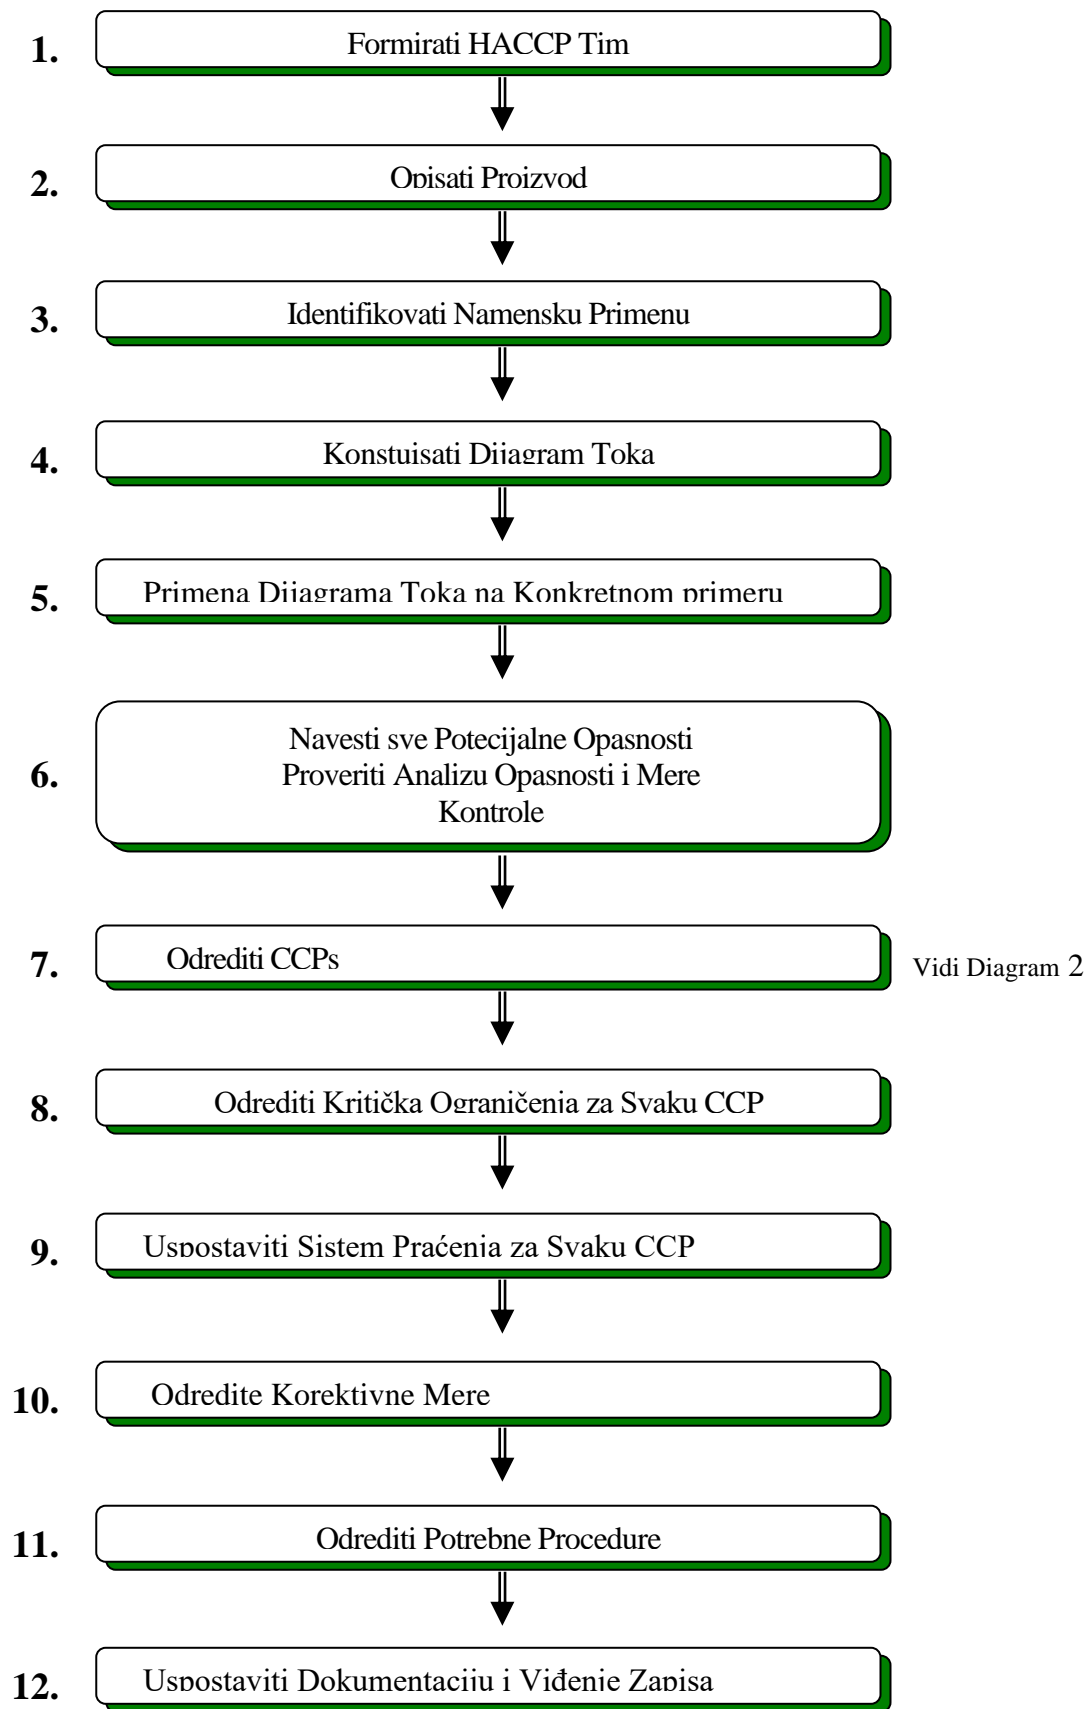 1. Formirati HACCP Tim
2. Opisati Proizvod
3. Identifikovati Namensku Primenu
4. Konstuisati Dijagram Toka
5. Primena Dijagrama Toka na Konkretnom primeru
Navesti sve Potecijalne Opasnosti
6. Proveriti Analizu Opasnosti i Mere
Kontrole
7. Odrediti CCPs Vidi Diagram 2
8. Odrediti Kritička Ograničenja za Svaku CCP
9. Uspostaviti Sistem Praćenja za Svaku CCP
10. Odredite Korektivne Mere
11. Odrediti Potrebne Procedure
12. Uspostaviti Dokumentaciju i Viđenje Zapisa